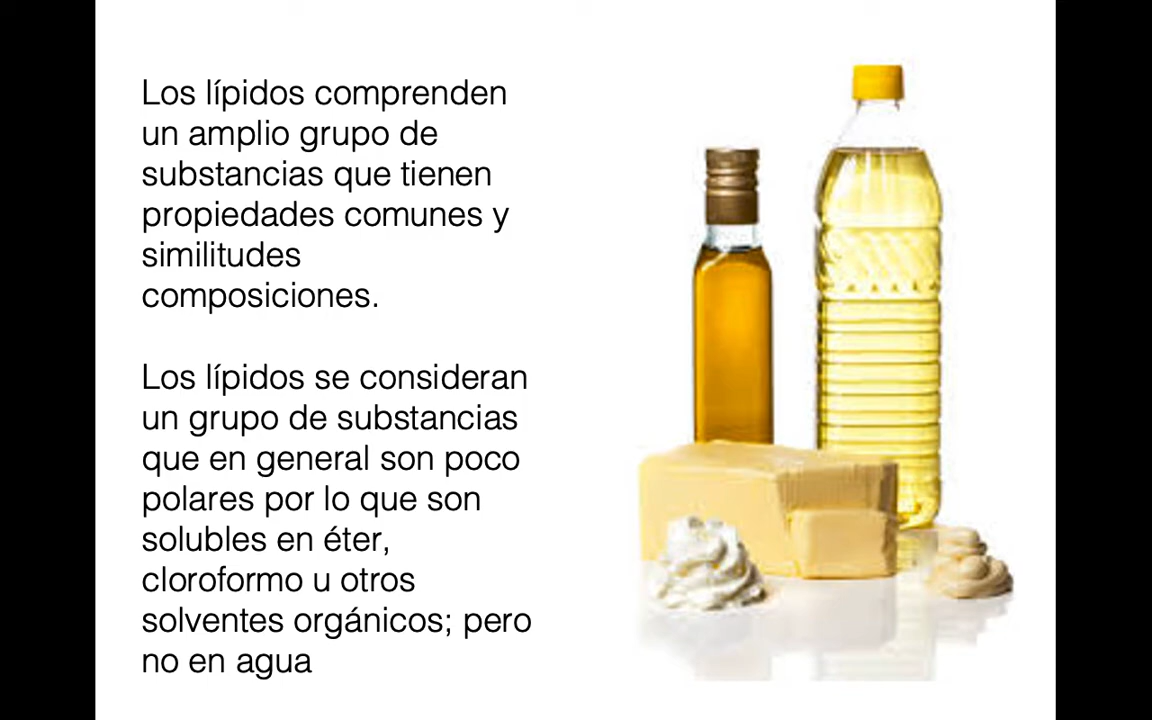 Los lípidos comprenden
un amplio grupo de
substancias que tienen
propiedades comunes y
similitudes
composiciones.
Los lípidos se consideran
un grupo de substancias
que en general son poco
polares por lo que son
solubles en éter,
cloroformo u otros
solventes orgánicos; pero
no en agua